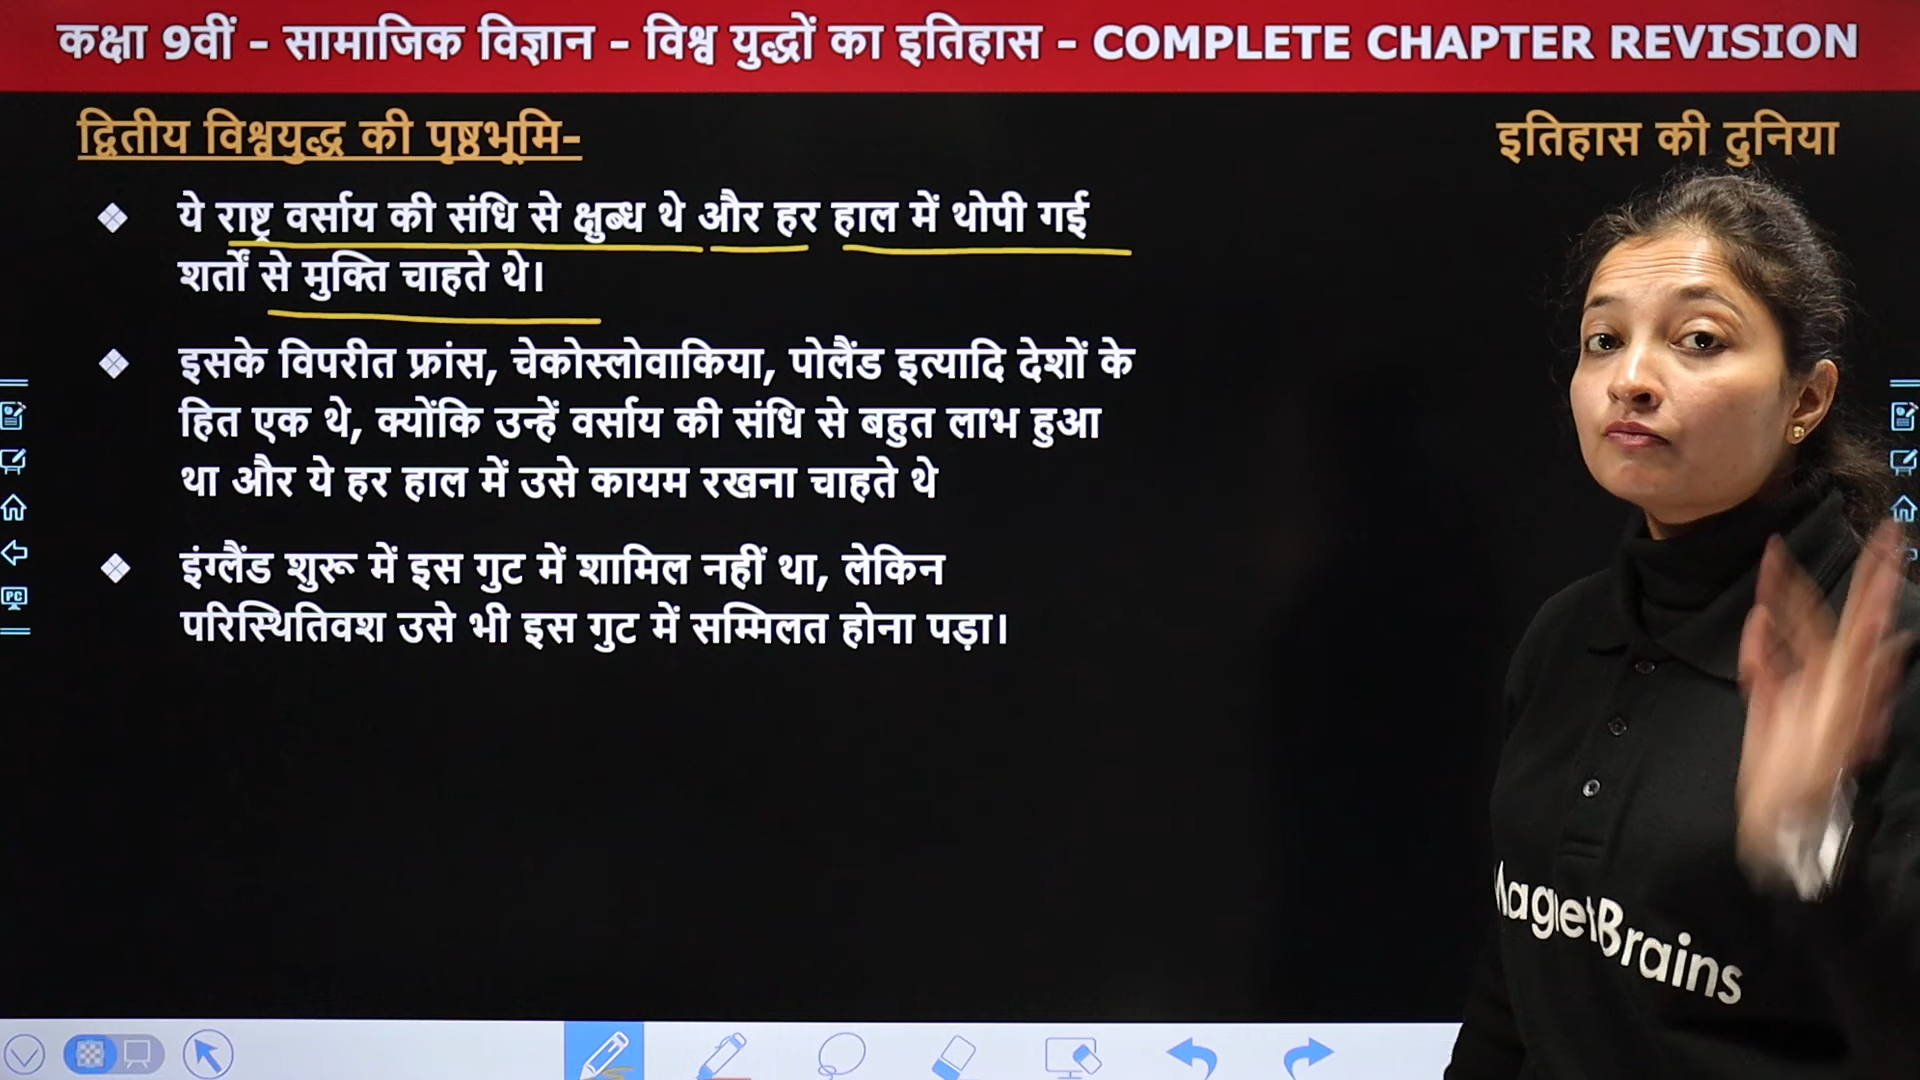 कक्षा 9वीं - सामाजिक विज्ञान - विश्व युद्धों का इतिहास - COMPLETE CHAPTER REVISION
द्वितीय विश्वयुद्ध की पृष्ठभूमि-
इतिहास की दुनिया
❖ ये राष्ट्र वर्साय की संधि से क्षुब्ध थे और हर हाल में थोपी गई
शर्तों से मुक्ति चाहते थे।
❖ इसके विपरीत फ्रांस, चेकोस्लोवाकिया, पोलैंड इत्यादि देशों के
हित एक थे, क्योंकि उन्हें वर्साय की संधि से बहुत लाभ हुआ
था और ये हर हाल में उसे कायम रखना चाहते थे
❖ इंग्लैंड शुरू में इस गुट में शामिल नहीं था, लेकिन
परिस्थितिवश उसे भी इस गुट में सम्मिलत होना पड़ा।
MagnetBrains
PC